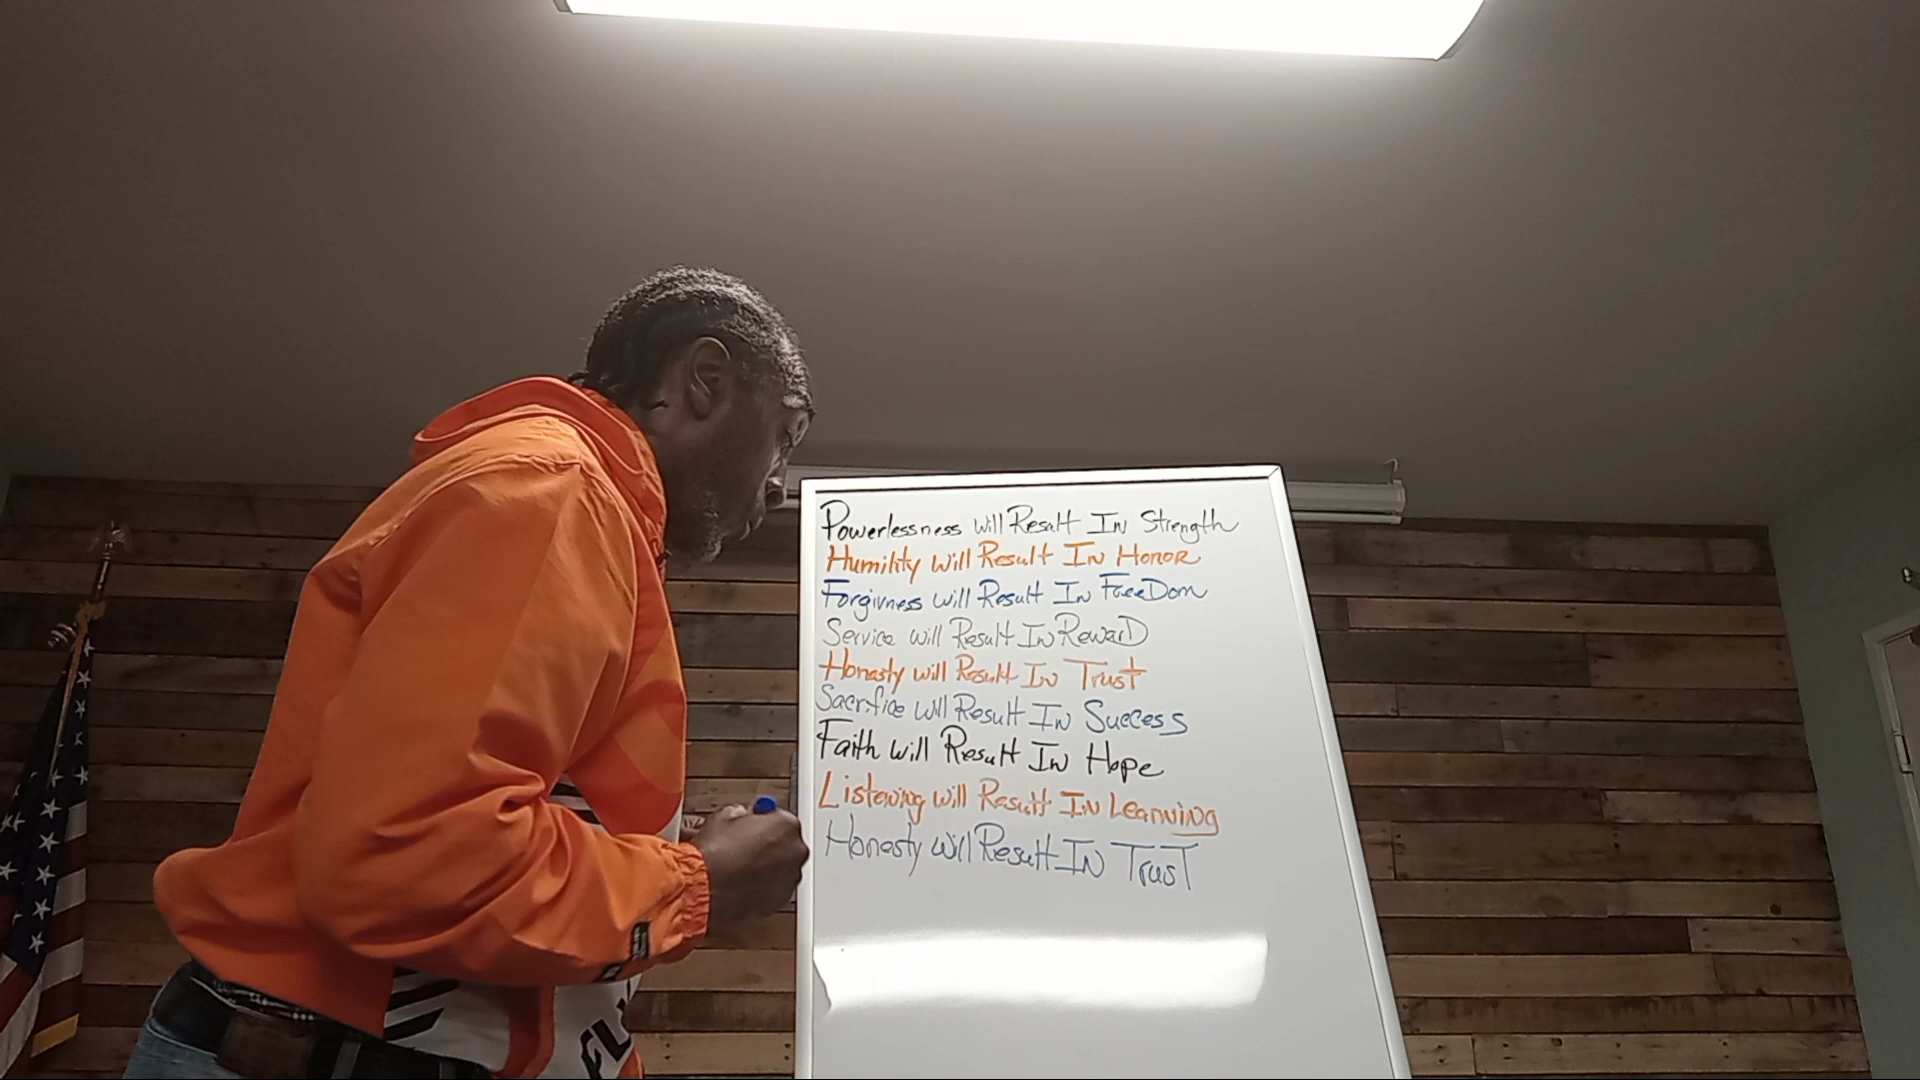 Powerlessness Will Result In Strength
Humility Will Result In Honor
Forgivness will Result In FreeDom
Service will Result In RewarD
Honesty will Result In Trust
Sacrifice Will Result In Success
Faith Will Result In Hope
Listening will Result In Learning
Honesty Will Result IN TrusT